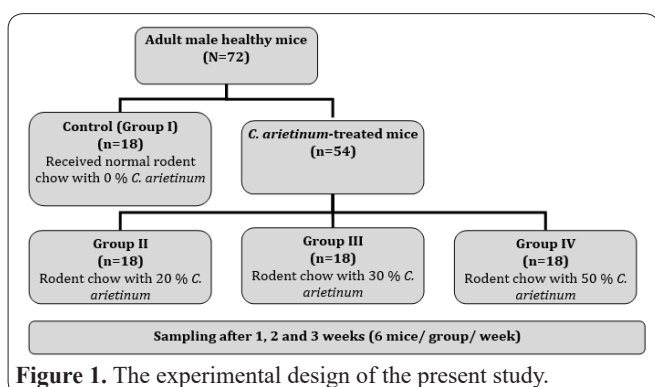 Adult male healthy mice
(N=72)
Control (Group I)
(n=18)
Received normal rodent
chow with 0 % C. arietinum
C. arietinum-treated mice
(n=54)
Group II
(n=18)
Rodent chow with 20 % C.
arietinum
Group III
(n=18)
Rodent chow with 30 % C.
arietinum
Group IV
(n=18)
Rodent chow with 50 % C.
arietinum
Sampling after 1, 2 and 3 weeks (6 mice/ group/ week)
Figure 1. The experimental design of the present study.